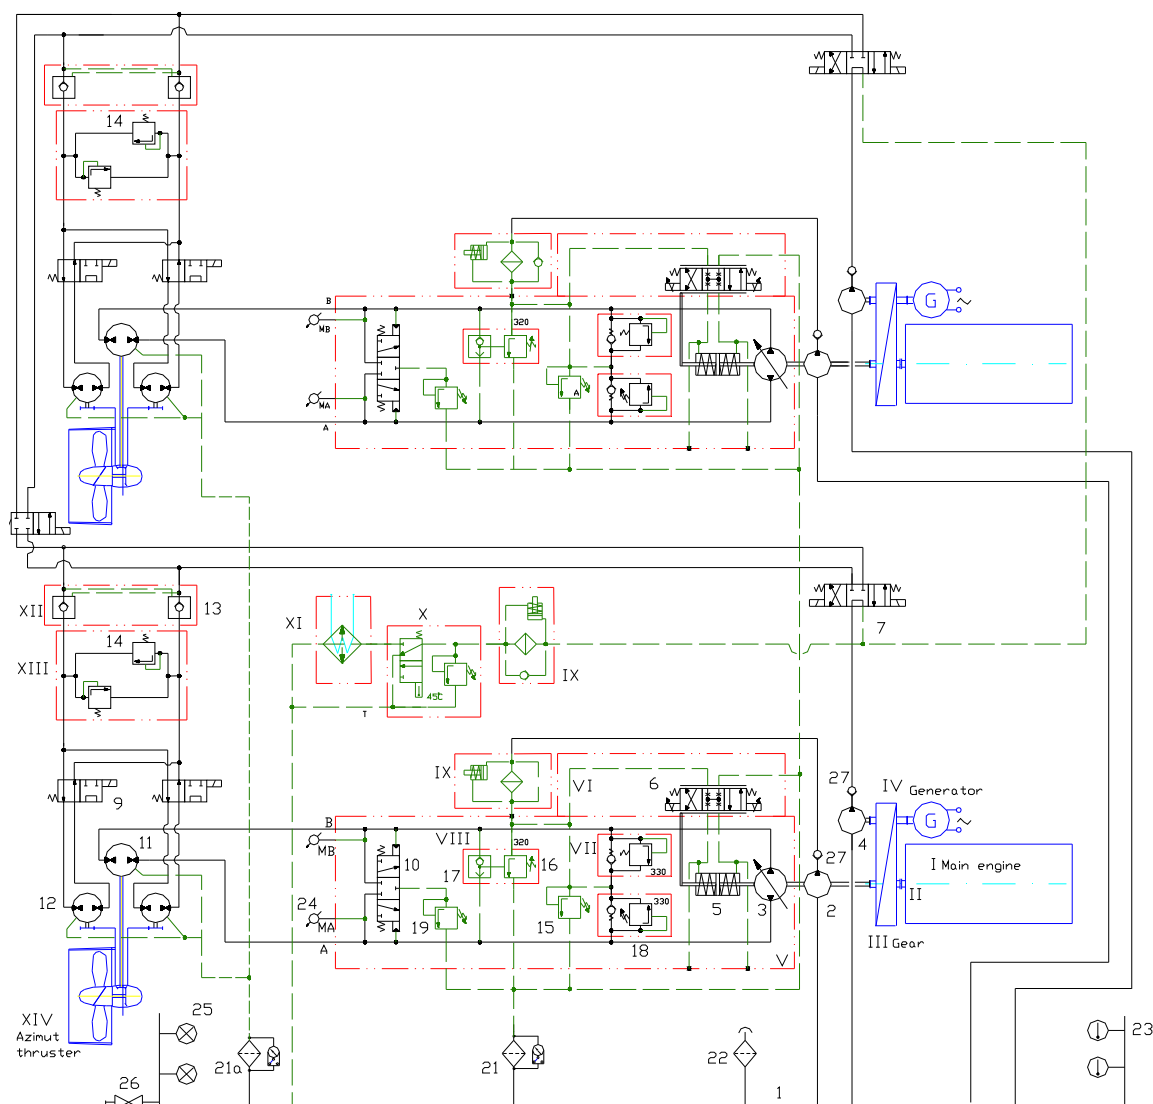 14
G
B
MB
320
MA
A
A
XII
13
7
XI
X
IX
14
XIII
45t
T
IX
VI
6
27
IV Generator
9
B
11
MB
VIII
320
VII
27
4
G
10
17
16
330
I Main engine
12
24
MA
19
15
330
5
3
2
II
A
18
V
III Gear
XIV
Azimut
thruster
25
21a
21
22
23
26
1